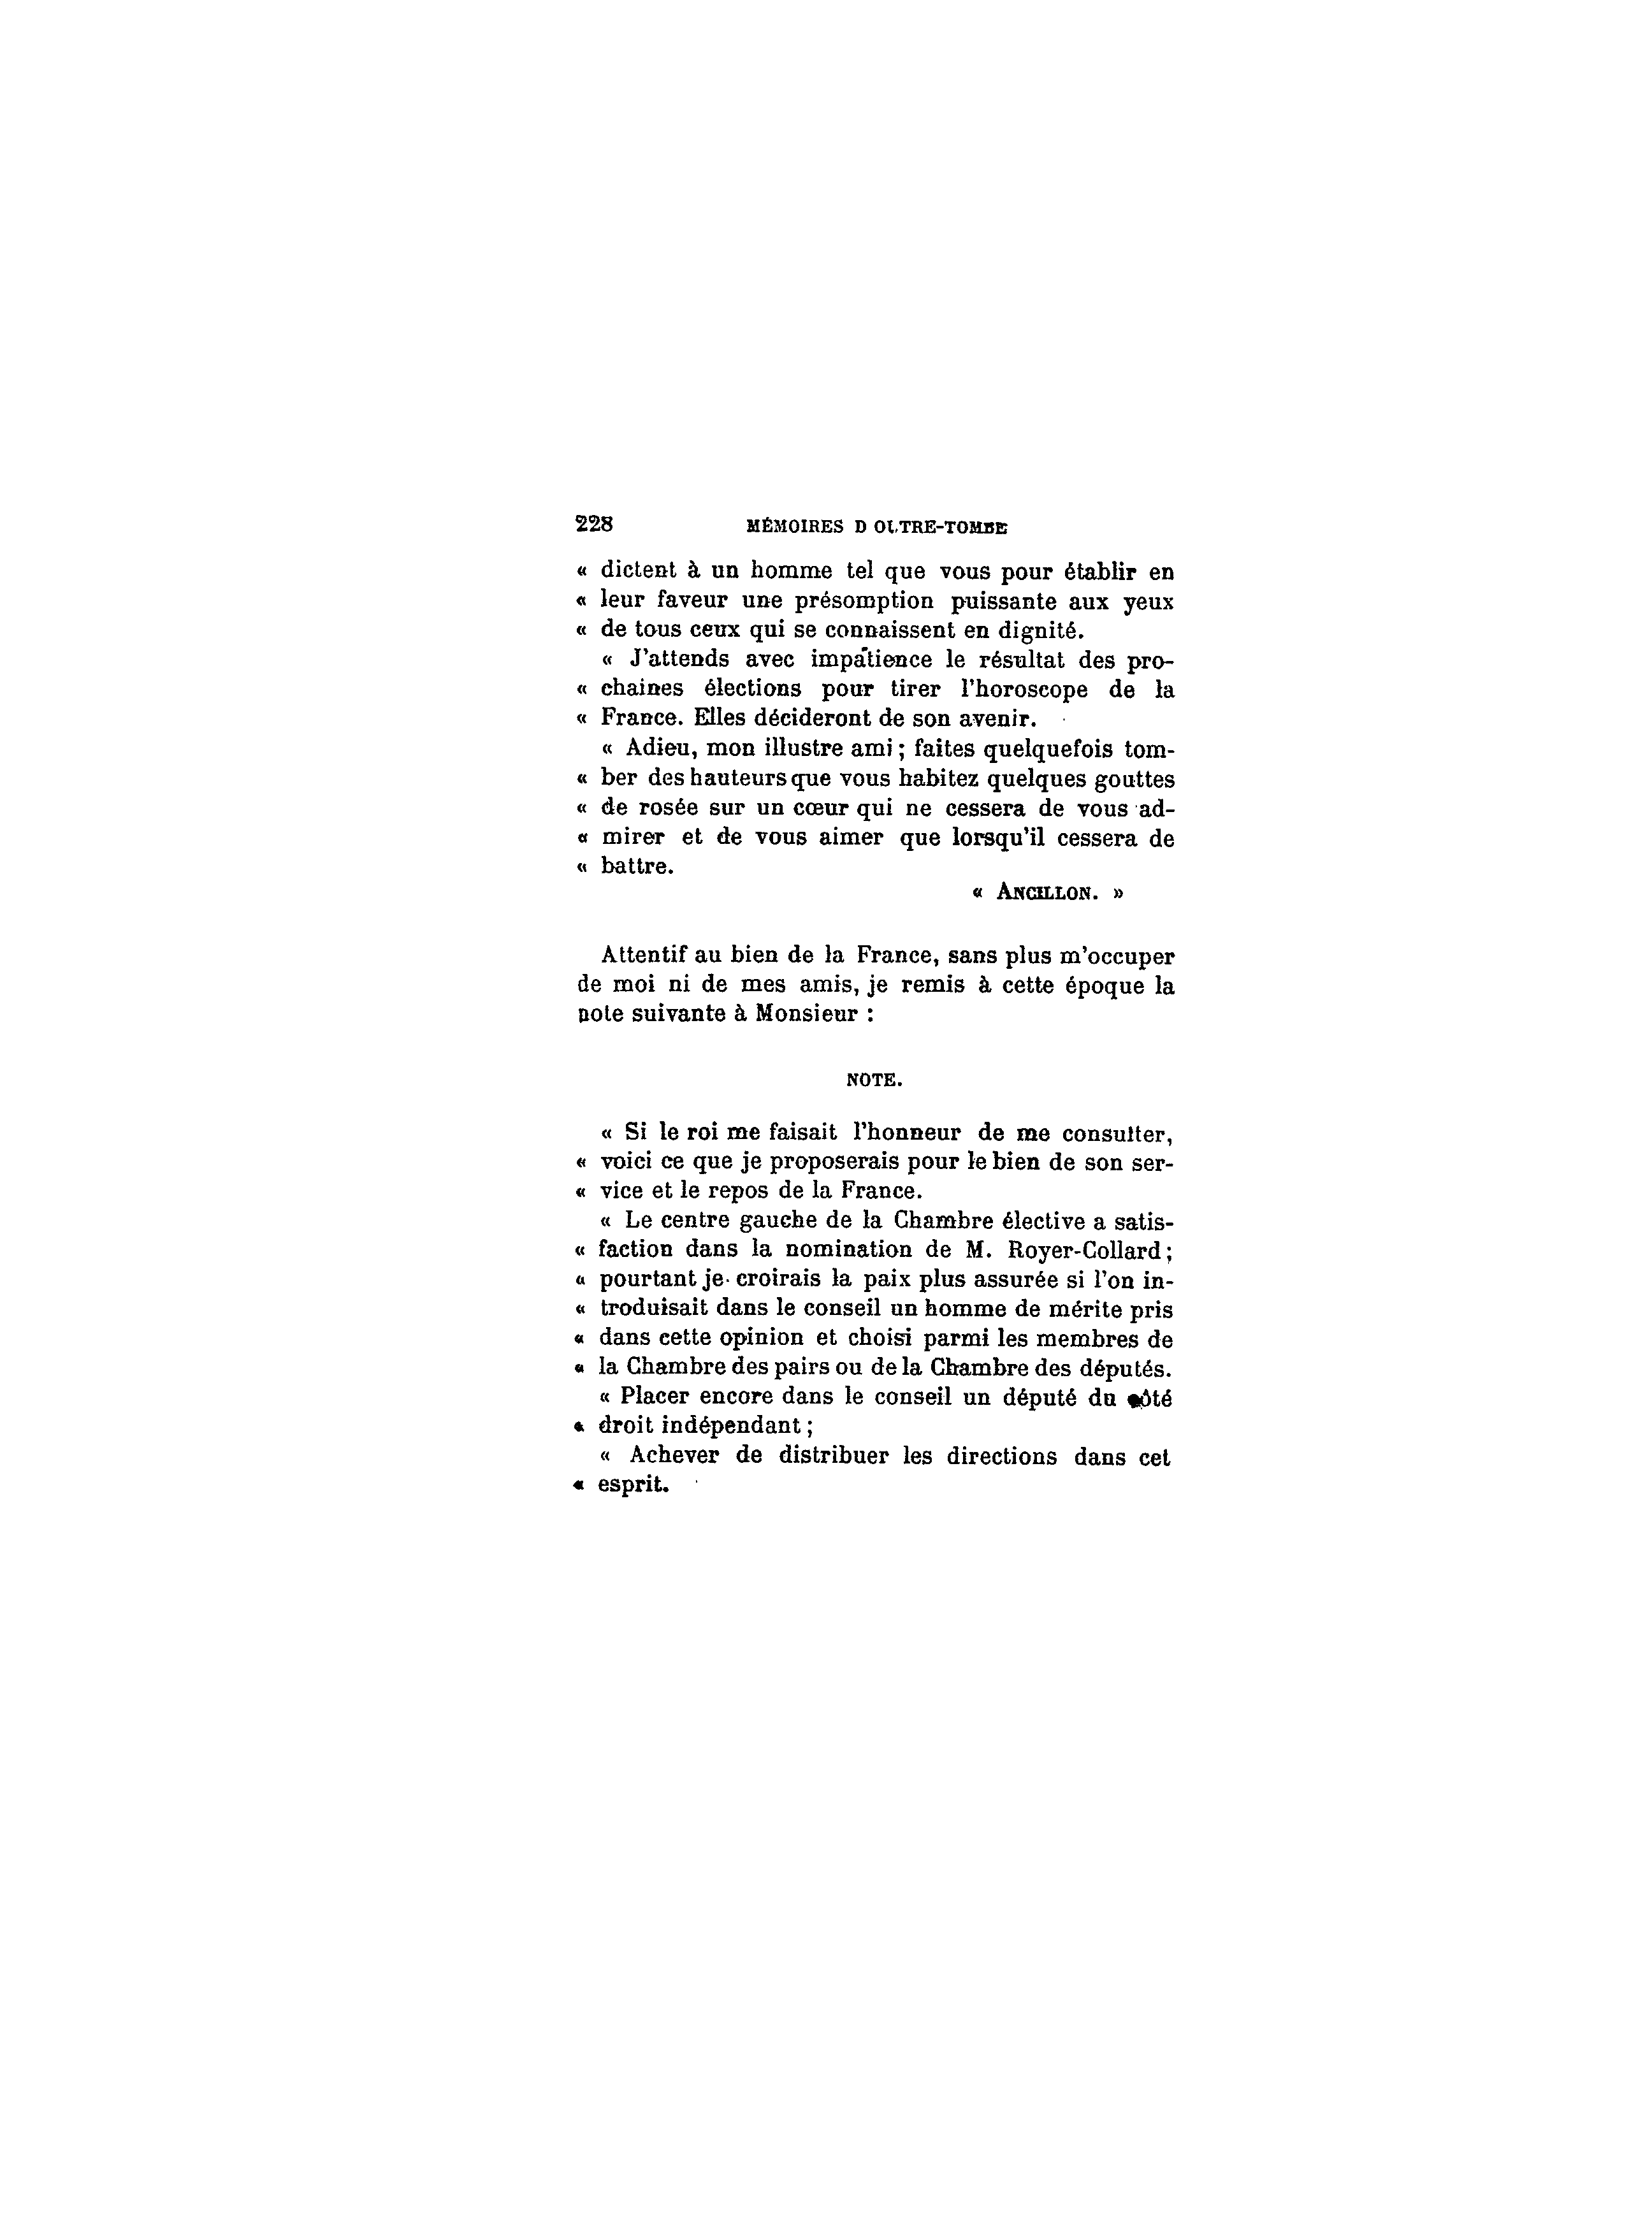 228 MÉMOIRES D OUTRE-TOMBE
« dictent à un homme tel que vous pour établir en
« leur faveur une présomption puissante aux yeux
« de tous ceux qui se connaissent en dignité.
« J'attends avec impatience le résultat des pro-
« chaines élections pour tirer l'horoscope de la
« France. Elles décideront de son avenir.
« Adieu, mon illustre ami ; faites quelquefois tom-
« ber des hauteurs que vous habitez quelques gouttes
« de rosée sur un cœur qui ne cessera de vous ad-
« mirer et de vous aimer que lorsqu'il cessera de
« battre.
« ANCILLON. »
Attentif au bien de la France, sans plus m'occuper
de moi ni de mes amis, je remis à cette époque la
note suivante à Monsieur :
NOTE.
« Si le roi me faisait l'honneur de me consulter,
« voici ce que je proposerais pour le bien de son ser-
« vice et le repos de la France.
« Le centre gauche de la Chambre élective a satis-
« faction dans la nomination de M. Royer-Collard ;
« pourtant je croirais la paix plus assurée si l'on in-
« troduisait dans le conseil un homme de mérite pris
« dans cette opinion et choisi parmi les membres de
« la Chambre des pairs ou de la Chambre des députés.
« Placer encore dans le conseil un député du côté
« droit indépendant ;
« Achever de distribuer les directions dans cet
« esprit.